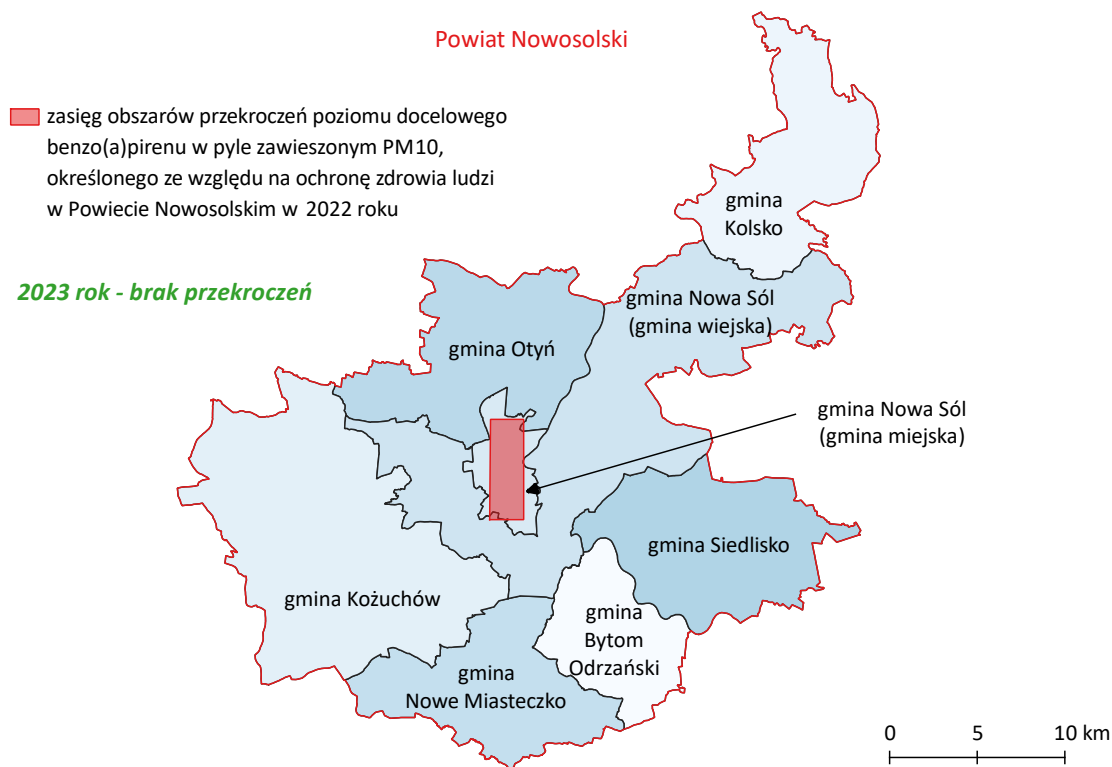 Powiat Nowosolski
zasięg obszarów przekroczeń poziomu docelowego
benzo(a)pirenu w pyle zawieszonym PM10,
określonego ze względu na ochronę zdrowia ludzi
w Powiecie Nowosolskim w 2022 roku
2023 rok - brak przekroczeń
gmina
Kolsko
gmina Nowa Sól
(gmina wiejska)
gmina Otyń
gmina Nowa Sól
(gmina miejska)
gmina Siedlisko
gmina Kożuchów
gmina
Bytom
Odrzański
gmina
Nowe Miasteczko
0 5 10 km